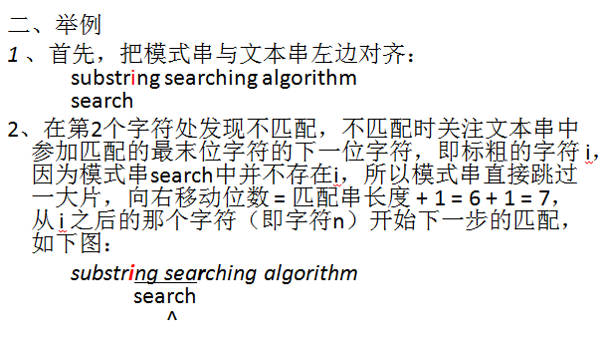 二、举例
1、首先，把模式串与文本串左边对齐：
substring searching algorithm
search
2、在第2个字符处发现不匹配，不匹配时关注文本串中
参加匹配的最末位字符的下一位字符，即标粗的字符 i，
因为模式串search中并不存在i，所以模式串直接跳过
一大片，向右移动位数 = 匹配串长度 + 1 = 6 + 1 = 7，
从 i 之后的那个字符（即字符n）开始下一步的匹配，
如下图：
substring searching algorithm
search
^